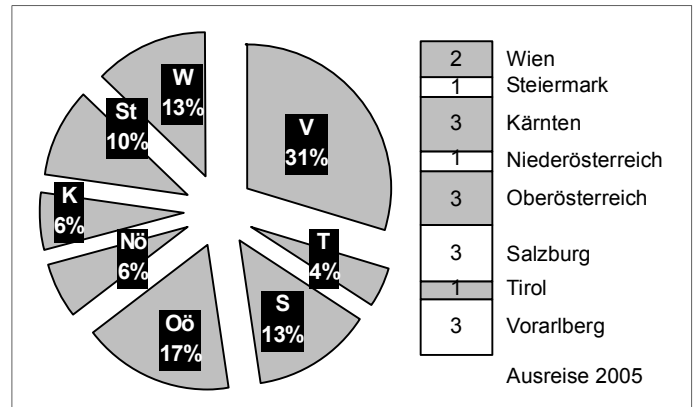 W
13%
V
31%
St
10%
K
6%
Nö
6%
T
4%
Oö
17%
S
13%
2 Wien
1 Steiermark
3 Kärnten
1 Niederösterreich
3 Oberösterreich
3 Salzburg
1 Tirol
3 Vorarlberg
Ausreise 2005